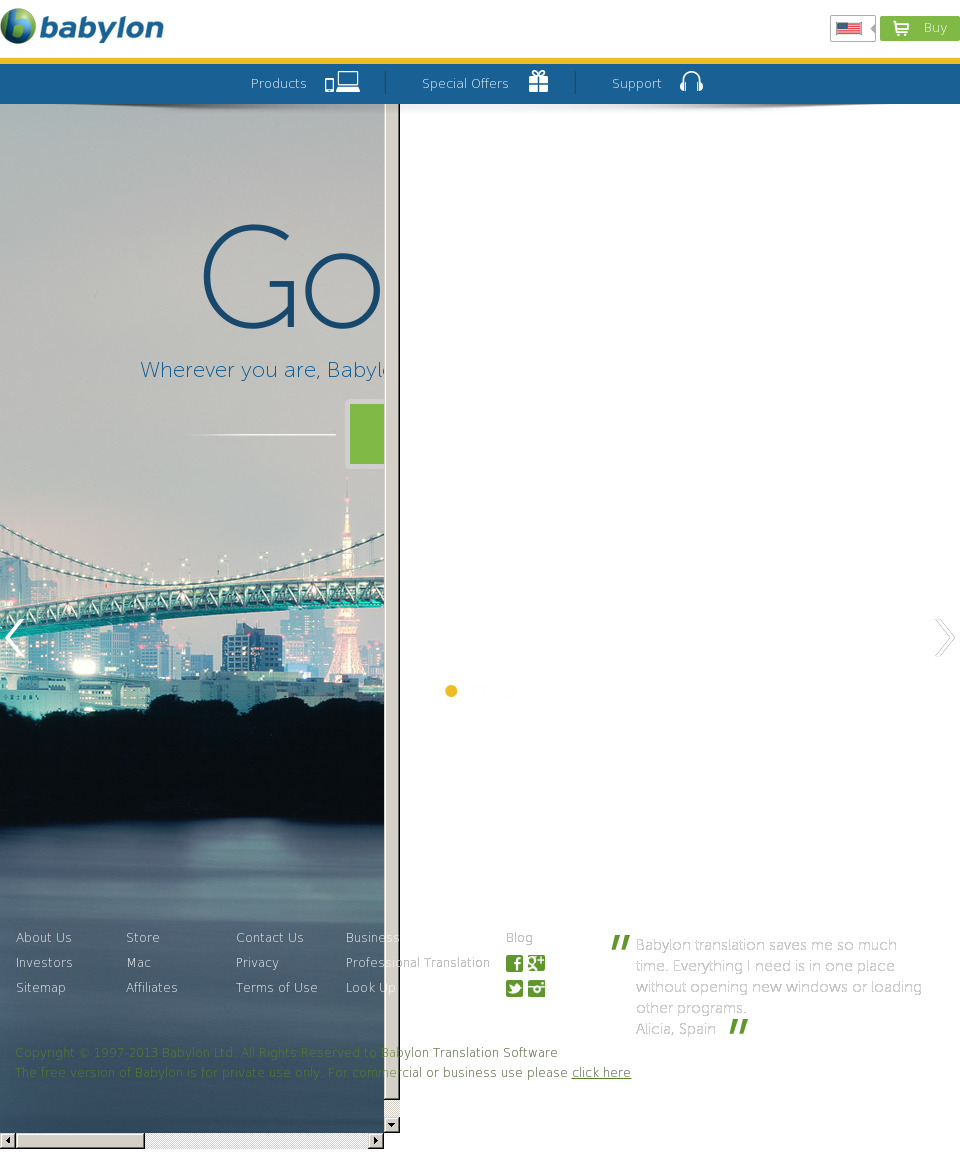 babylon
Buy
Products
Special Offers
Support
Go
Wherever you are, Babyl
About Us
Store
Contact Us
Business
Blog
Investors
Mac
Privacy
Professional Translation
Sitemap
Affiliates
Terms of Use
Look Up
Babylon translation saves me so much
time. Everything I need is in one place
without opening new windows or loading
other programs.
Alicia, Spain
Copyright © 1997-2013 Babylon Ltd. All Rights Reserved to Babylon Translation Software
The free version of Babylon is for private use only. For commercial or business use please click here